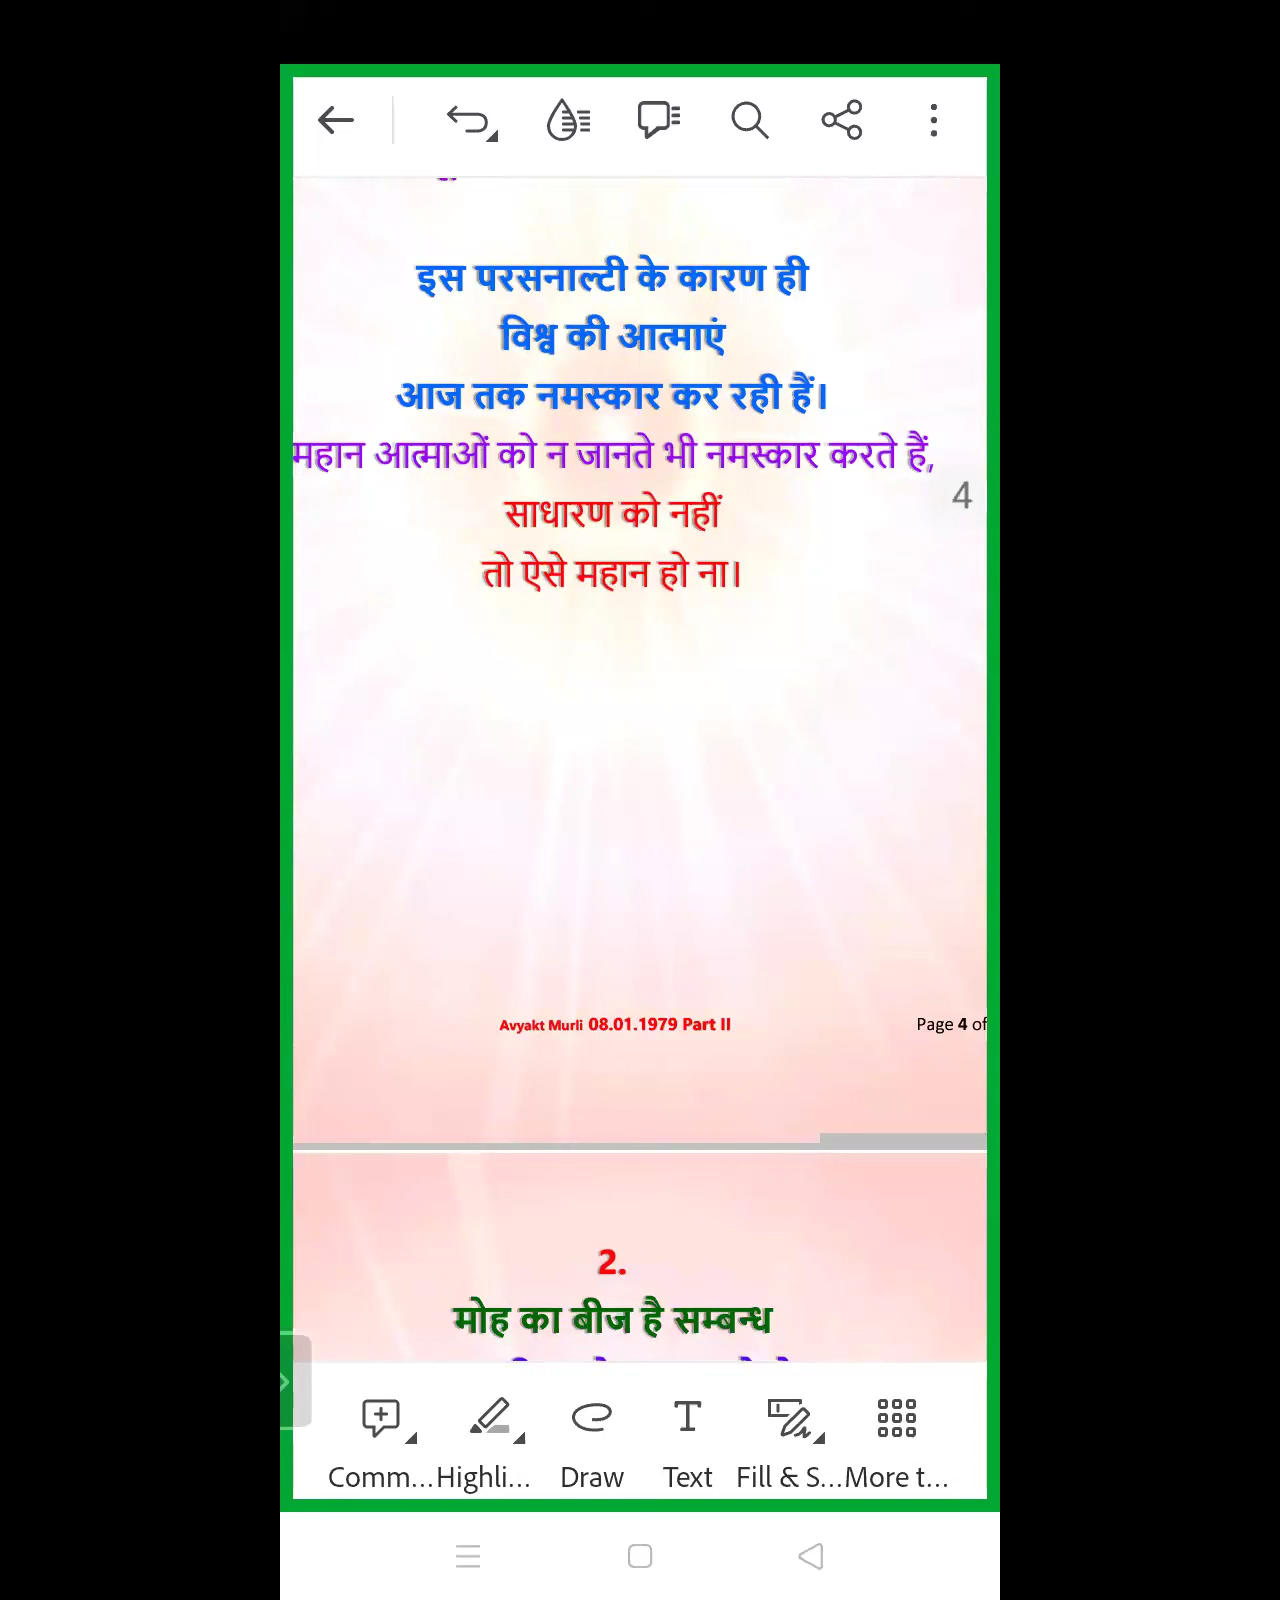 इस परसनाल्टी के कारण ही
विश्व की आत्माएं
आज तक नमस्कार कर रही हैं।
महान आत्माओं को न जानते भी नमस्कार करते हैं,
4
साधारण को नहीं
तो ऐसे महान हो ना।
Avyakt Murli 08.01.1979 Part II
Page 4 of
2.
मोह का बीज है सम्बन्ध
Comm... Highli... Draw Text Fill & S... More t...